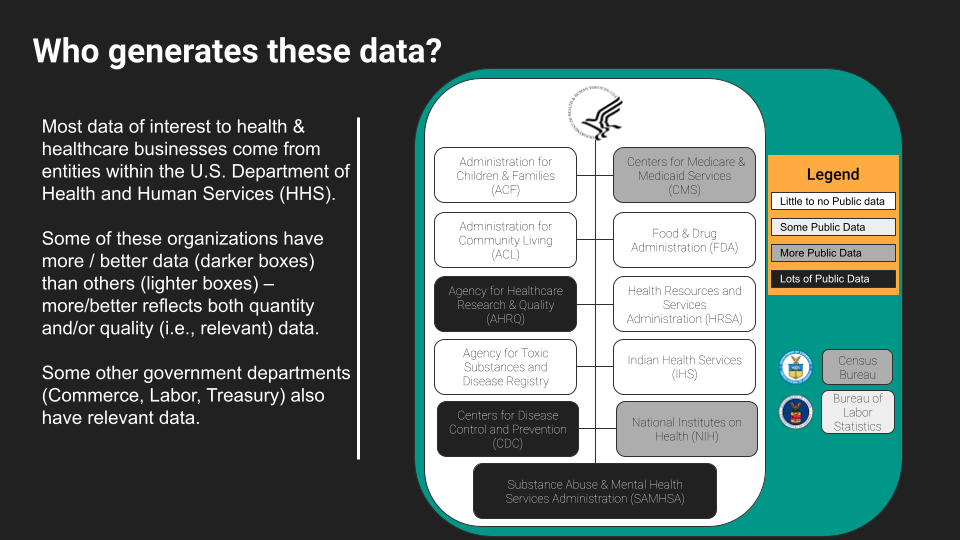 Who generates these data?
Most data of interest to health &
healthcare businesses come from
entities within the U.S. Department of
Health and Human Services (HHS).
Some of these organizations have
more / better data (darker boxes)
than others (lighter boxes) –
more/better reflects both quantity
and/or quality (i.e., relevant) data.
Some other government departments
(Commerce, Labor, Treasury) also
have relevant data.
Administration for
Children & Families
(ACF)
Centers for Medicare &
Medicaid Services
(CMS)
Administration for
Community Living
(ACL)
Food & Drug
Administration (FDA)
Agency for Healthcare
Research & Quality
(AHRQ)
Health Resources and
Services
Administration (HRSA)
Agency for Toxic
Substances and
Disease Registry
Indian Health Services
(IHS)
Centers for Disease
Control and Prevention
(CDC)
National Institutes on
Health (NIH)
Substance Abuse & Mental Health
Services Administration (SAMHSA)
Legend
Little to no Public data
Some Public Data
More Public Data
Lots of Public Data
Census
Bureau
Bureau of
Labor
Statistics